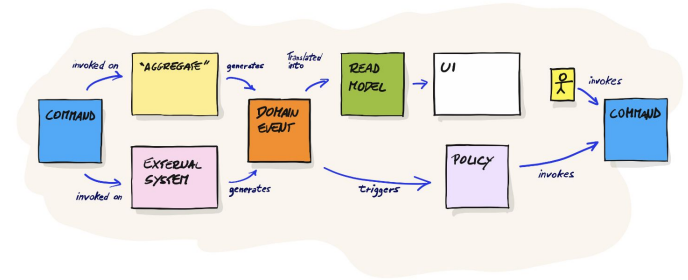 invoked on
"AGGREGATE"
generates
Translated
into
READ
MODEL
UI
invokes
COMMAND
DOMAIN
EVENT
COMMAND
EXTERNAL
SYSTEM
POLICY
invoked on
generates
triggers
invokes